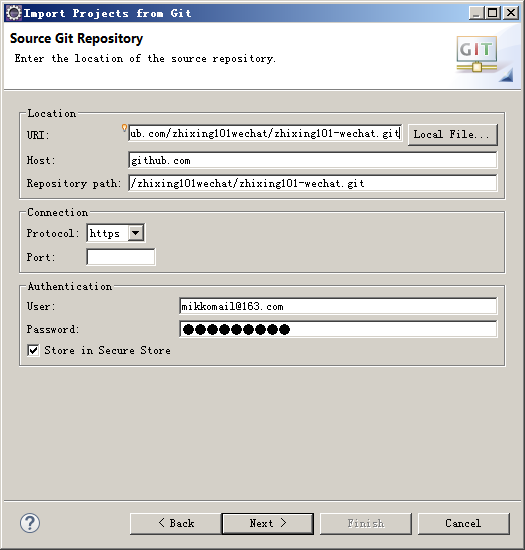 Import Projects from Git
Source Git Repository
Enter the location of the source repository.
GIT
Location
URI: ub.com/zhixing101wechat/zhixing101-wechat.git Local File...
Host: github.com
Repository path: /zhixing101wechat/zhixing101-wechat.git
Connection
Protocol: https
Port:
Authentication
User: mikkomail@163.com
Password: ●●●●●●●●●
Store in Secure Store
? < Back Next > Finish Cancel